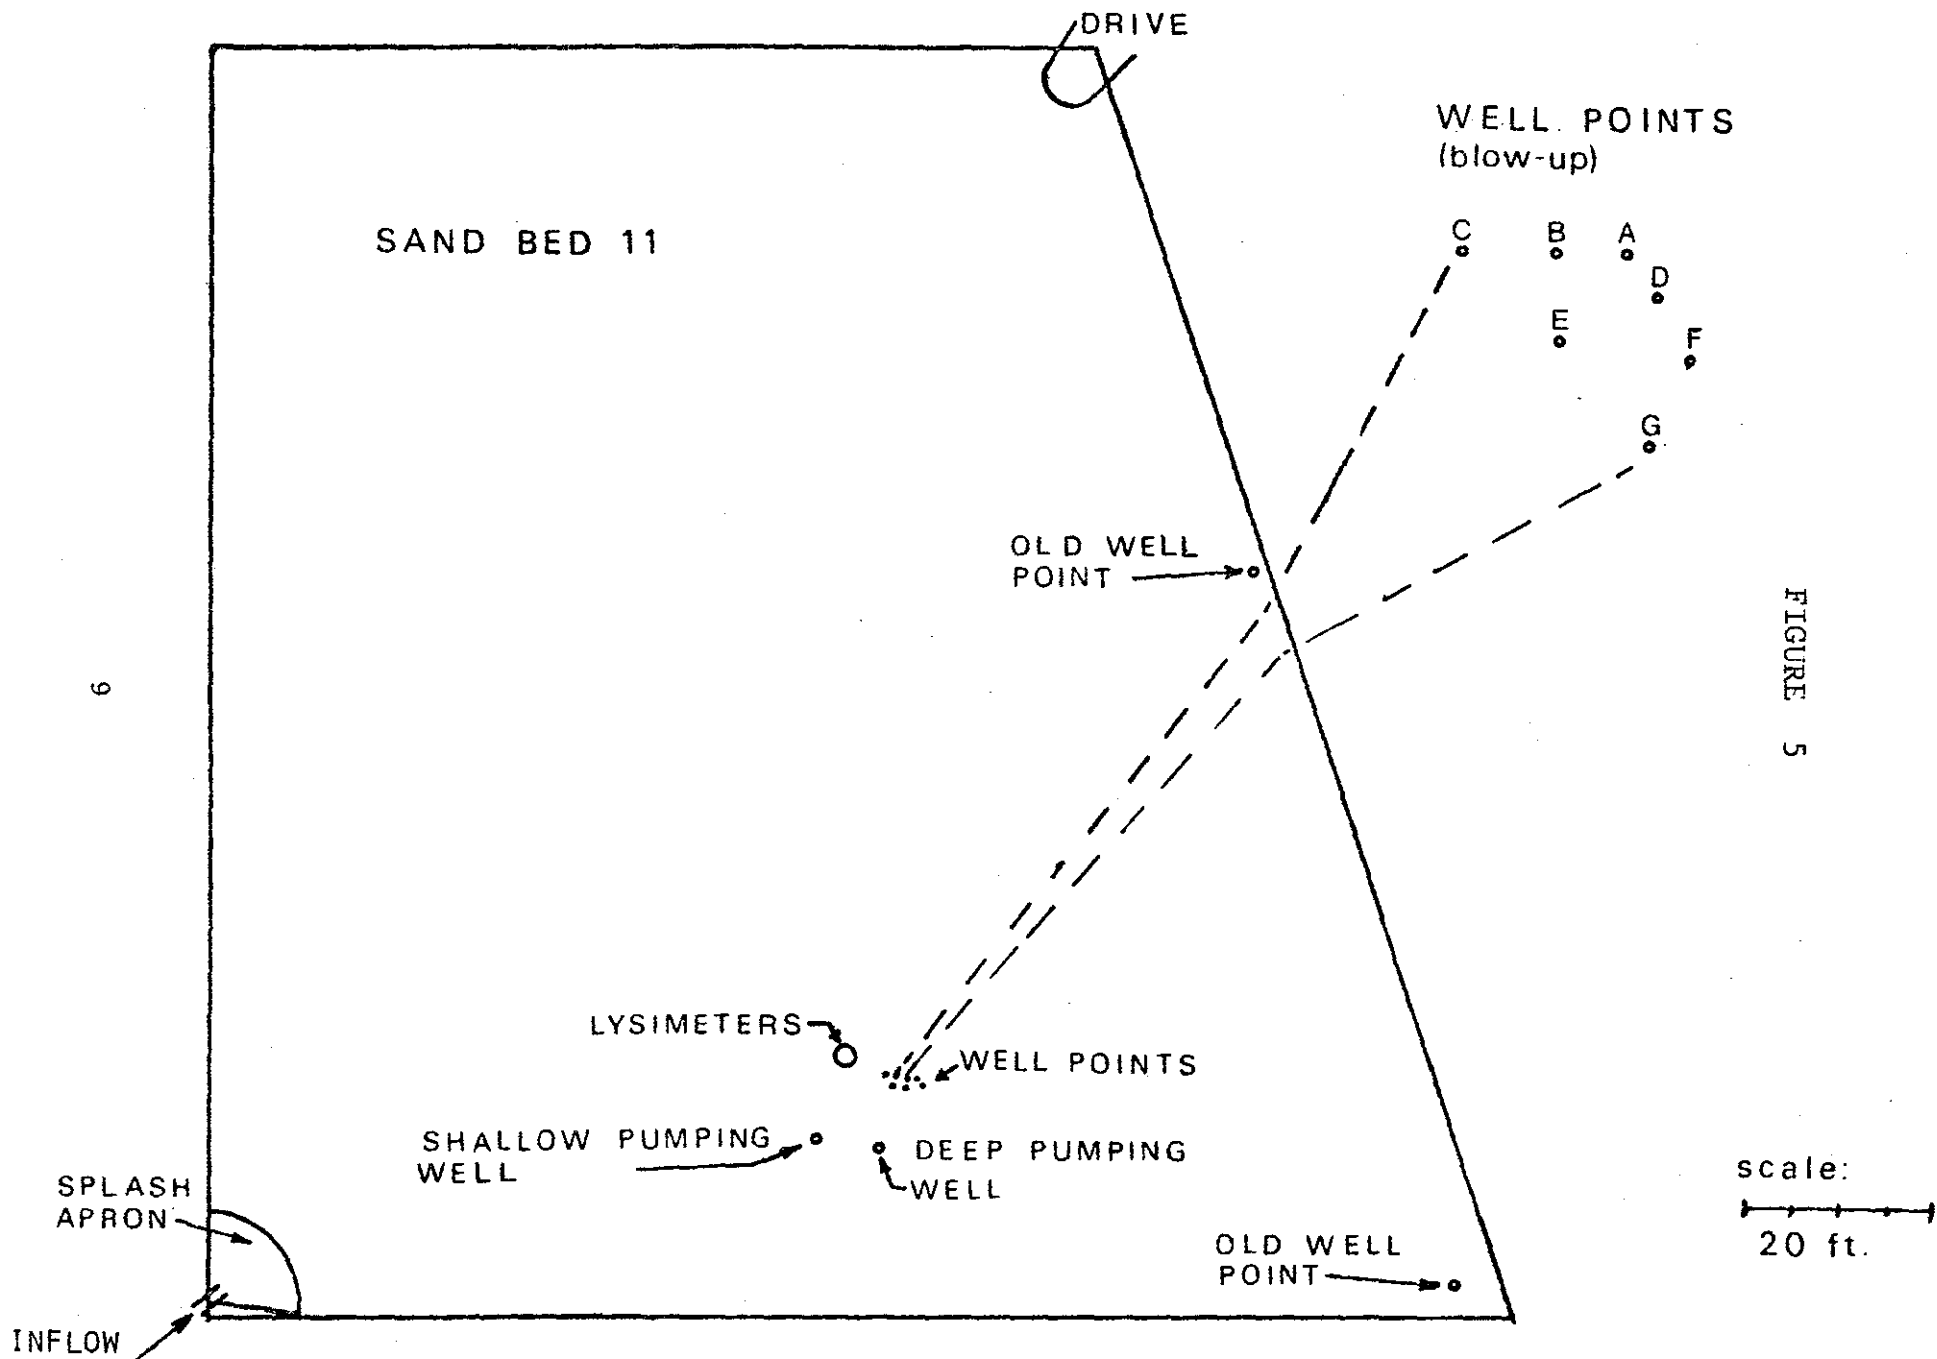 DRIVE
WELL POINTS
(blow-up)
SAND BED 11
C
B
A
D
E
F
G
OLD WELL
POINT
FIGURE 5
9
LYSIMETERS
WELL POINTS
SHALLOW PUMPING
WELL
DEEP PUMPING
WELL
scale:
20 ft.
SPLASH
APRON
OLD WELL
POINT
INFLOW